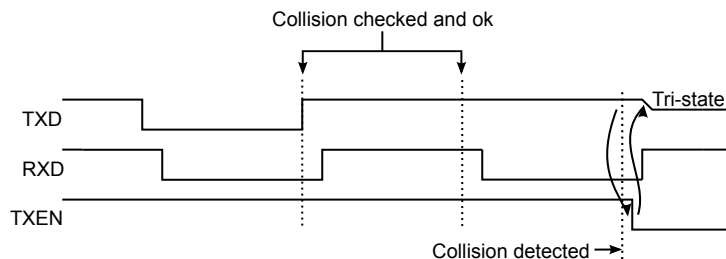 Collision checked and ok
TXD
Tri-state
RXD
TXEN
Collision detected